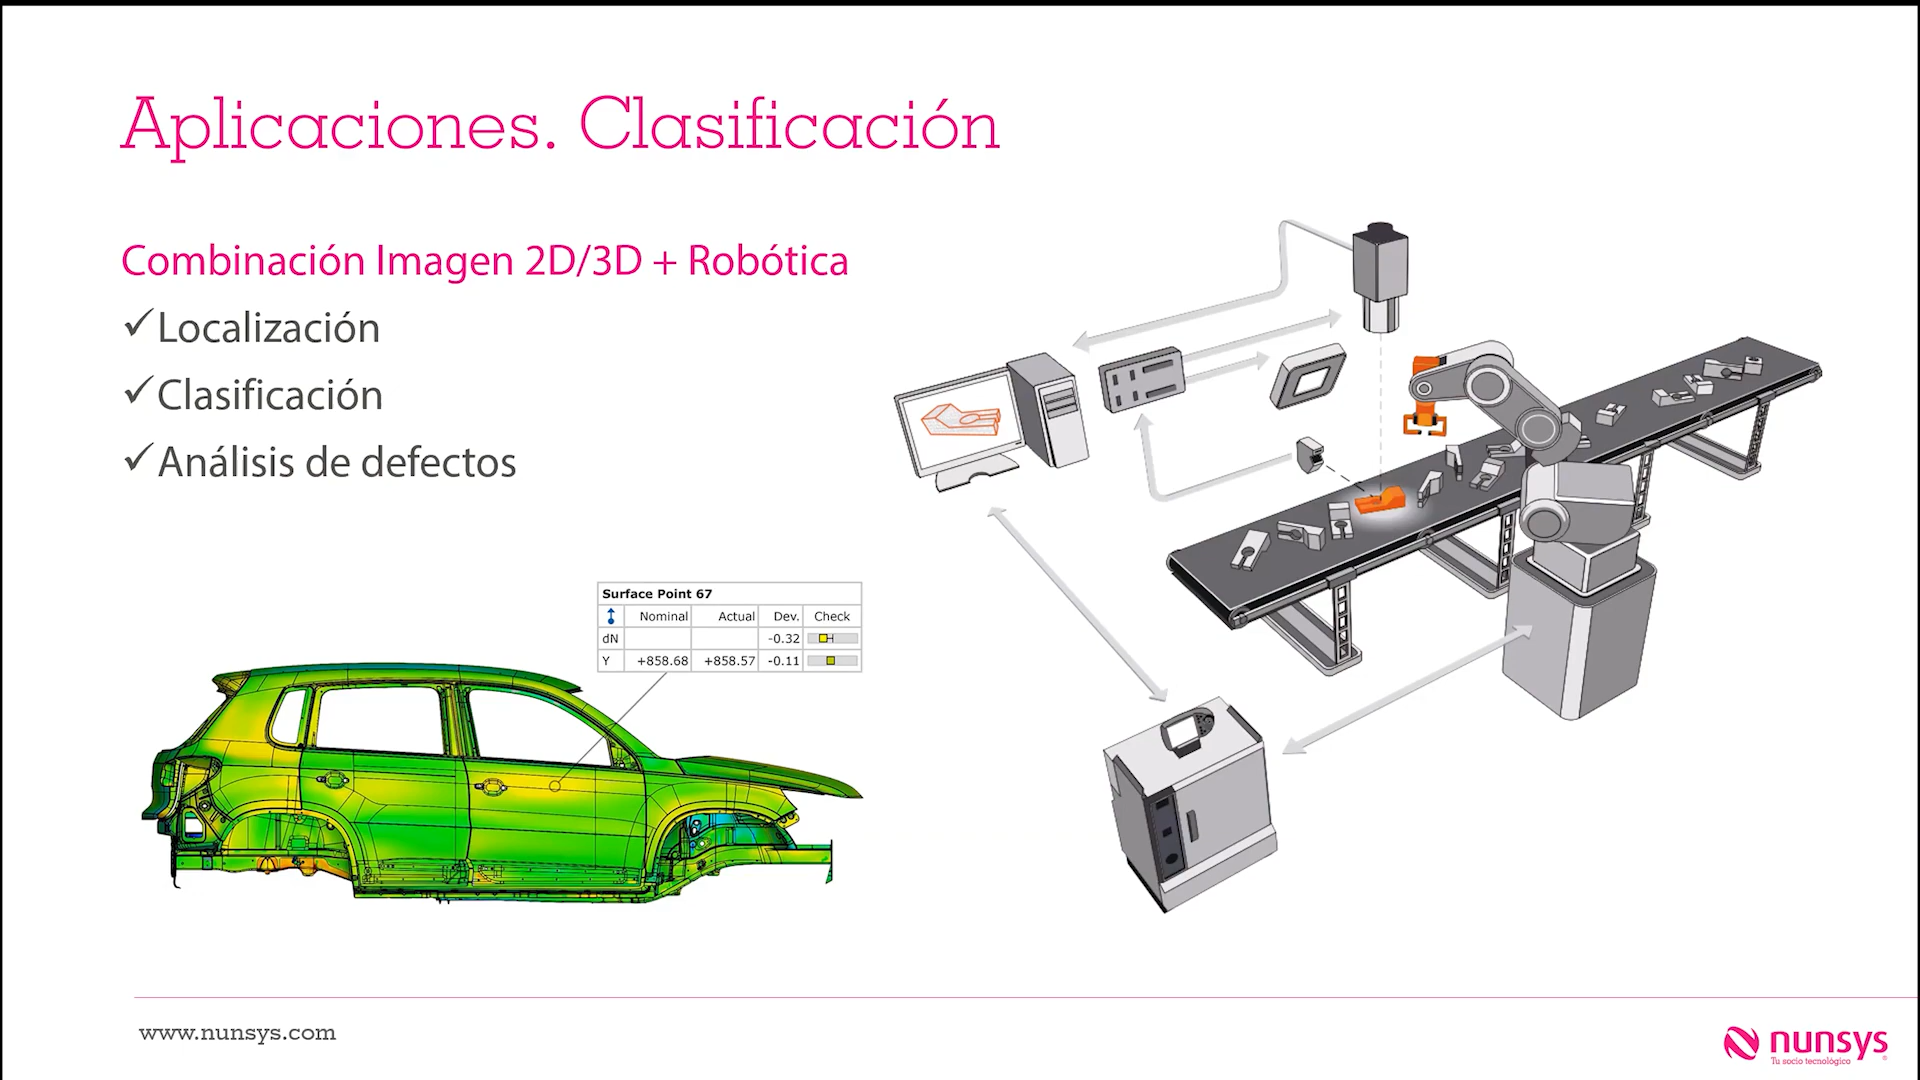 Aplicaciones. Clasificación
Combinación Imagen 2D/3D + Robótica
✓Localización
✓Clasificación
✓Análisis de defectos
Surface Point 67
Nominal Actual Dev. Check
dN -0.32
Y +858.68 +858.57 -0.11
www.nunsys.com
nunsys
Tu socio tecnológico